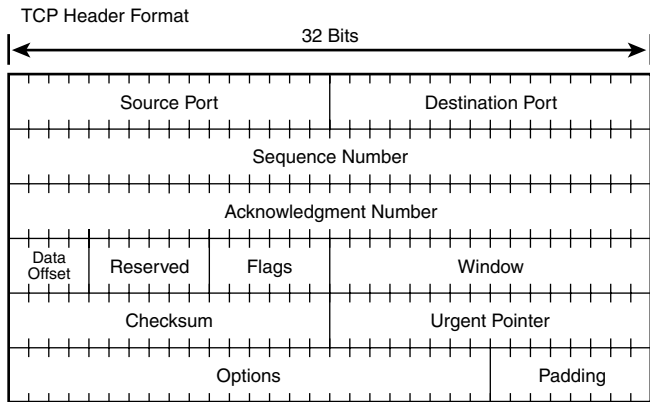 TCP Header Format
32 Bits
Source Port Destination Port
Sequence Number
Acknowledgment Number
Data Offset Reserved Flags Window
Checksum Urgent Pointer
Options Padding